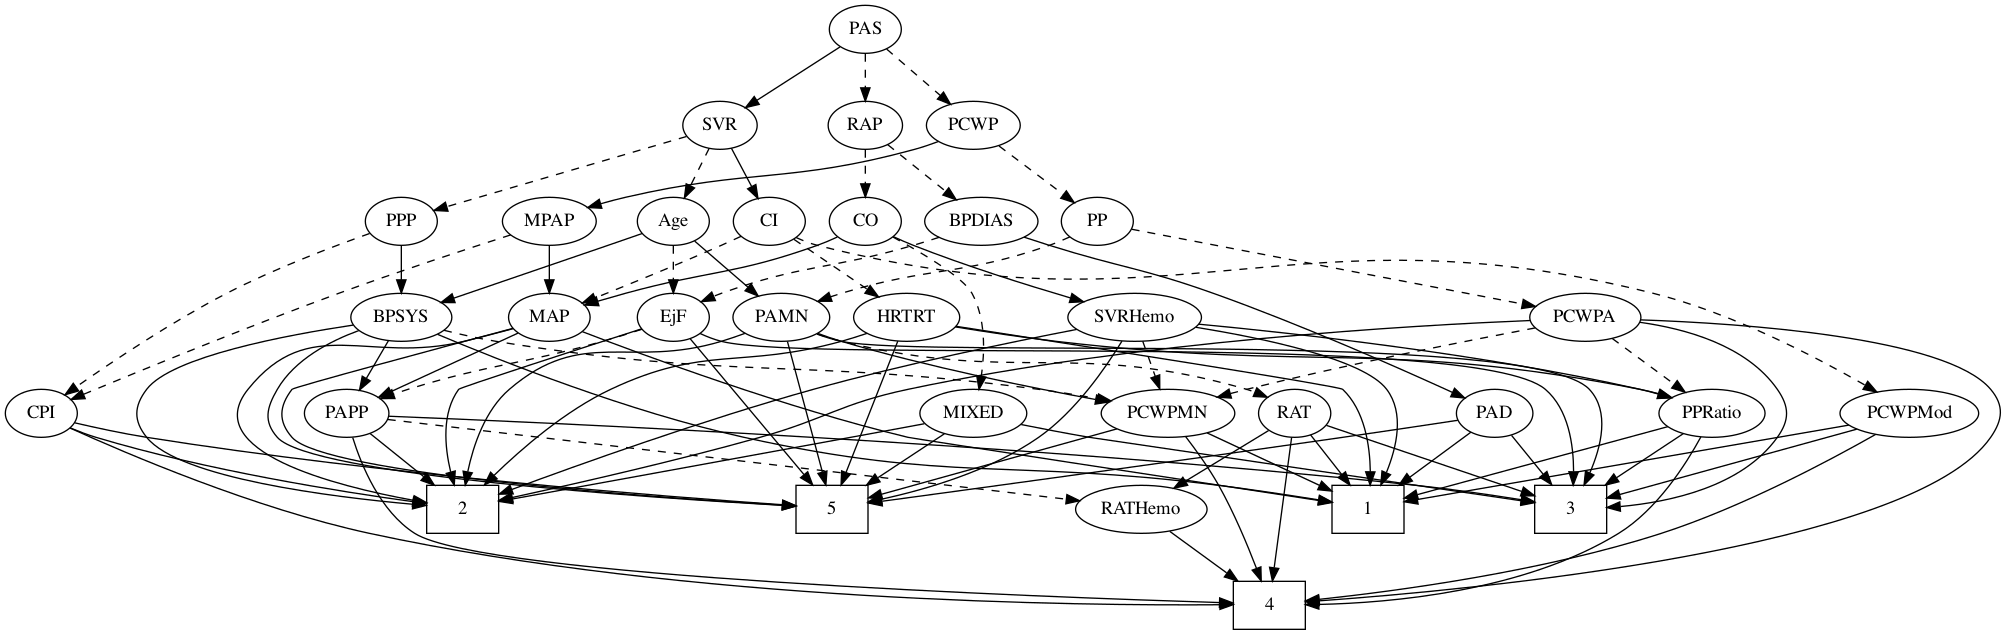 PAS
SVR RAP PCWP
PPP MPAP Age CI CO BPDIAS PP
BPSYS MAP EjF PAMN HRTRT SVRHemo PCWPA
CPI PAPP MIXED PCWPMN RAT PAD PPRatio PCWPMod
2 5 RATHemo 1 3
4